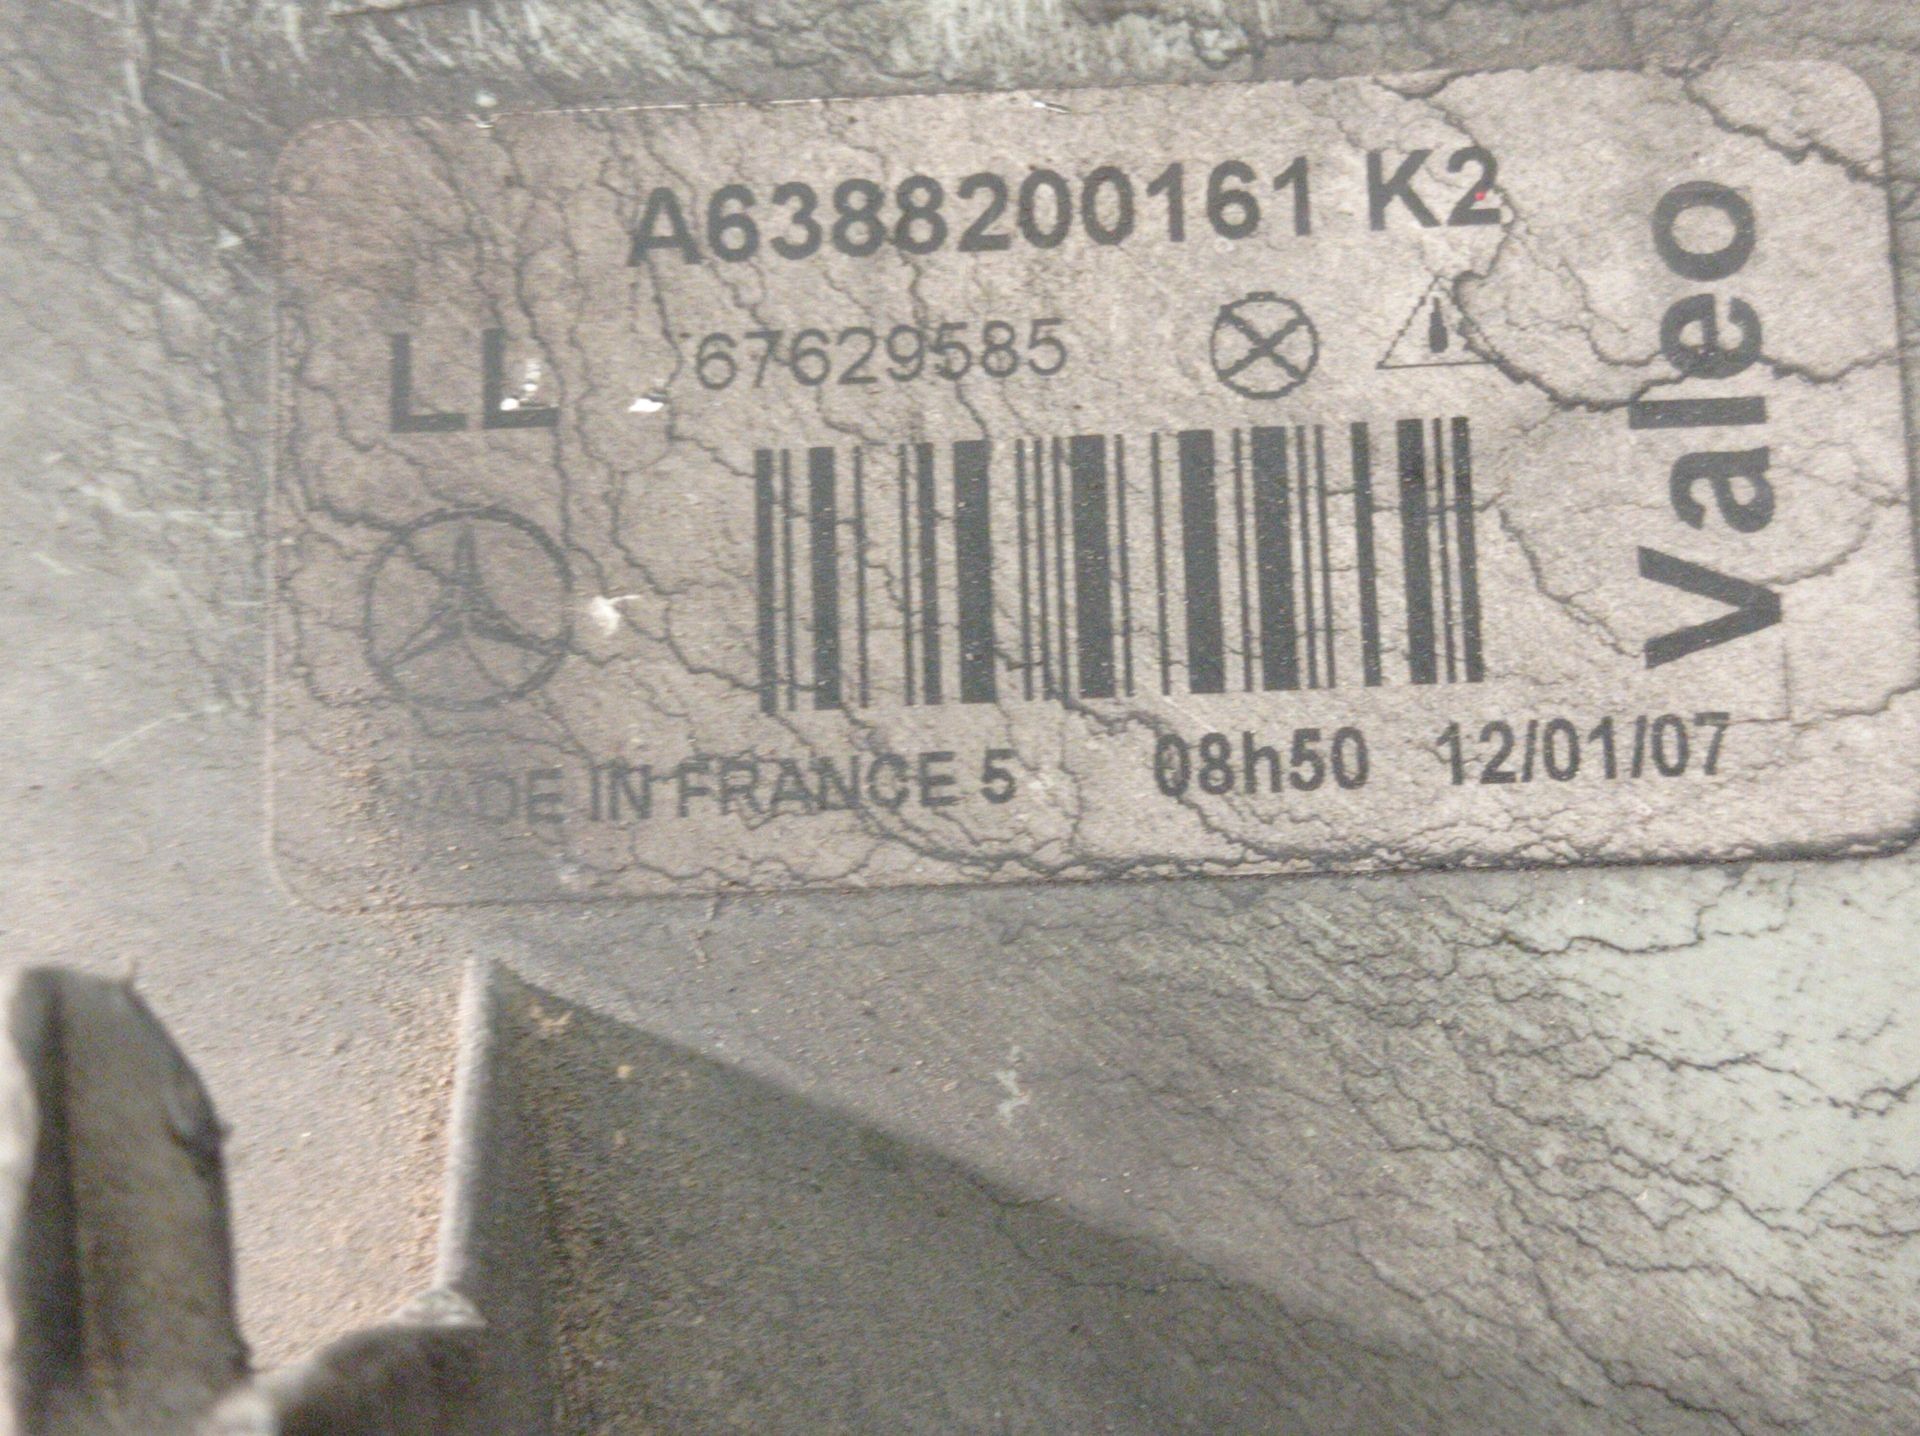 A6388200161 K2
LL 67629585
Valeo
MADE IN FRANCE 5 08h50 12/01/07